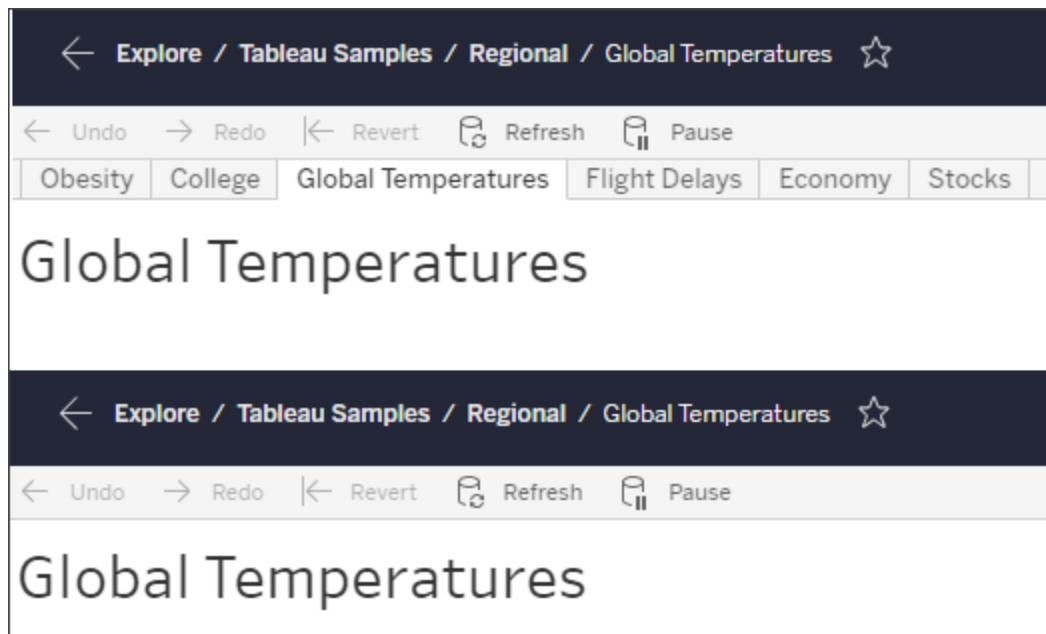 Explore / Tableau Samples / Regional / Global Temperatures
Undo Redo Revert Refresh Pause
Obesity College Global Temperatures Flight Delays Economy Stocks
Global Temperatures
Explore / Tableau Samples / Regional / Global Temperatures
Undo Redo Revert Refresh Pause
Global Temperatures